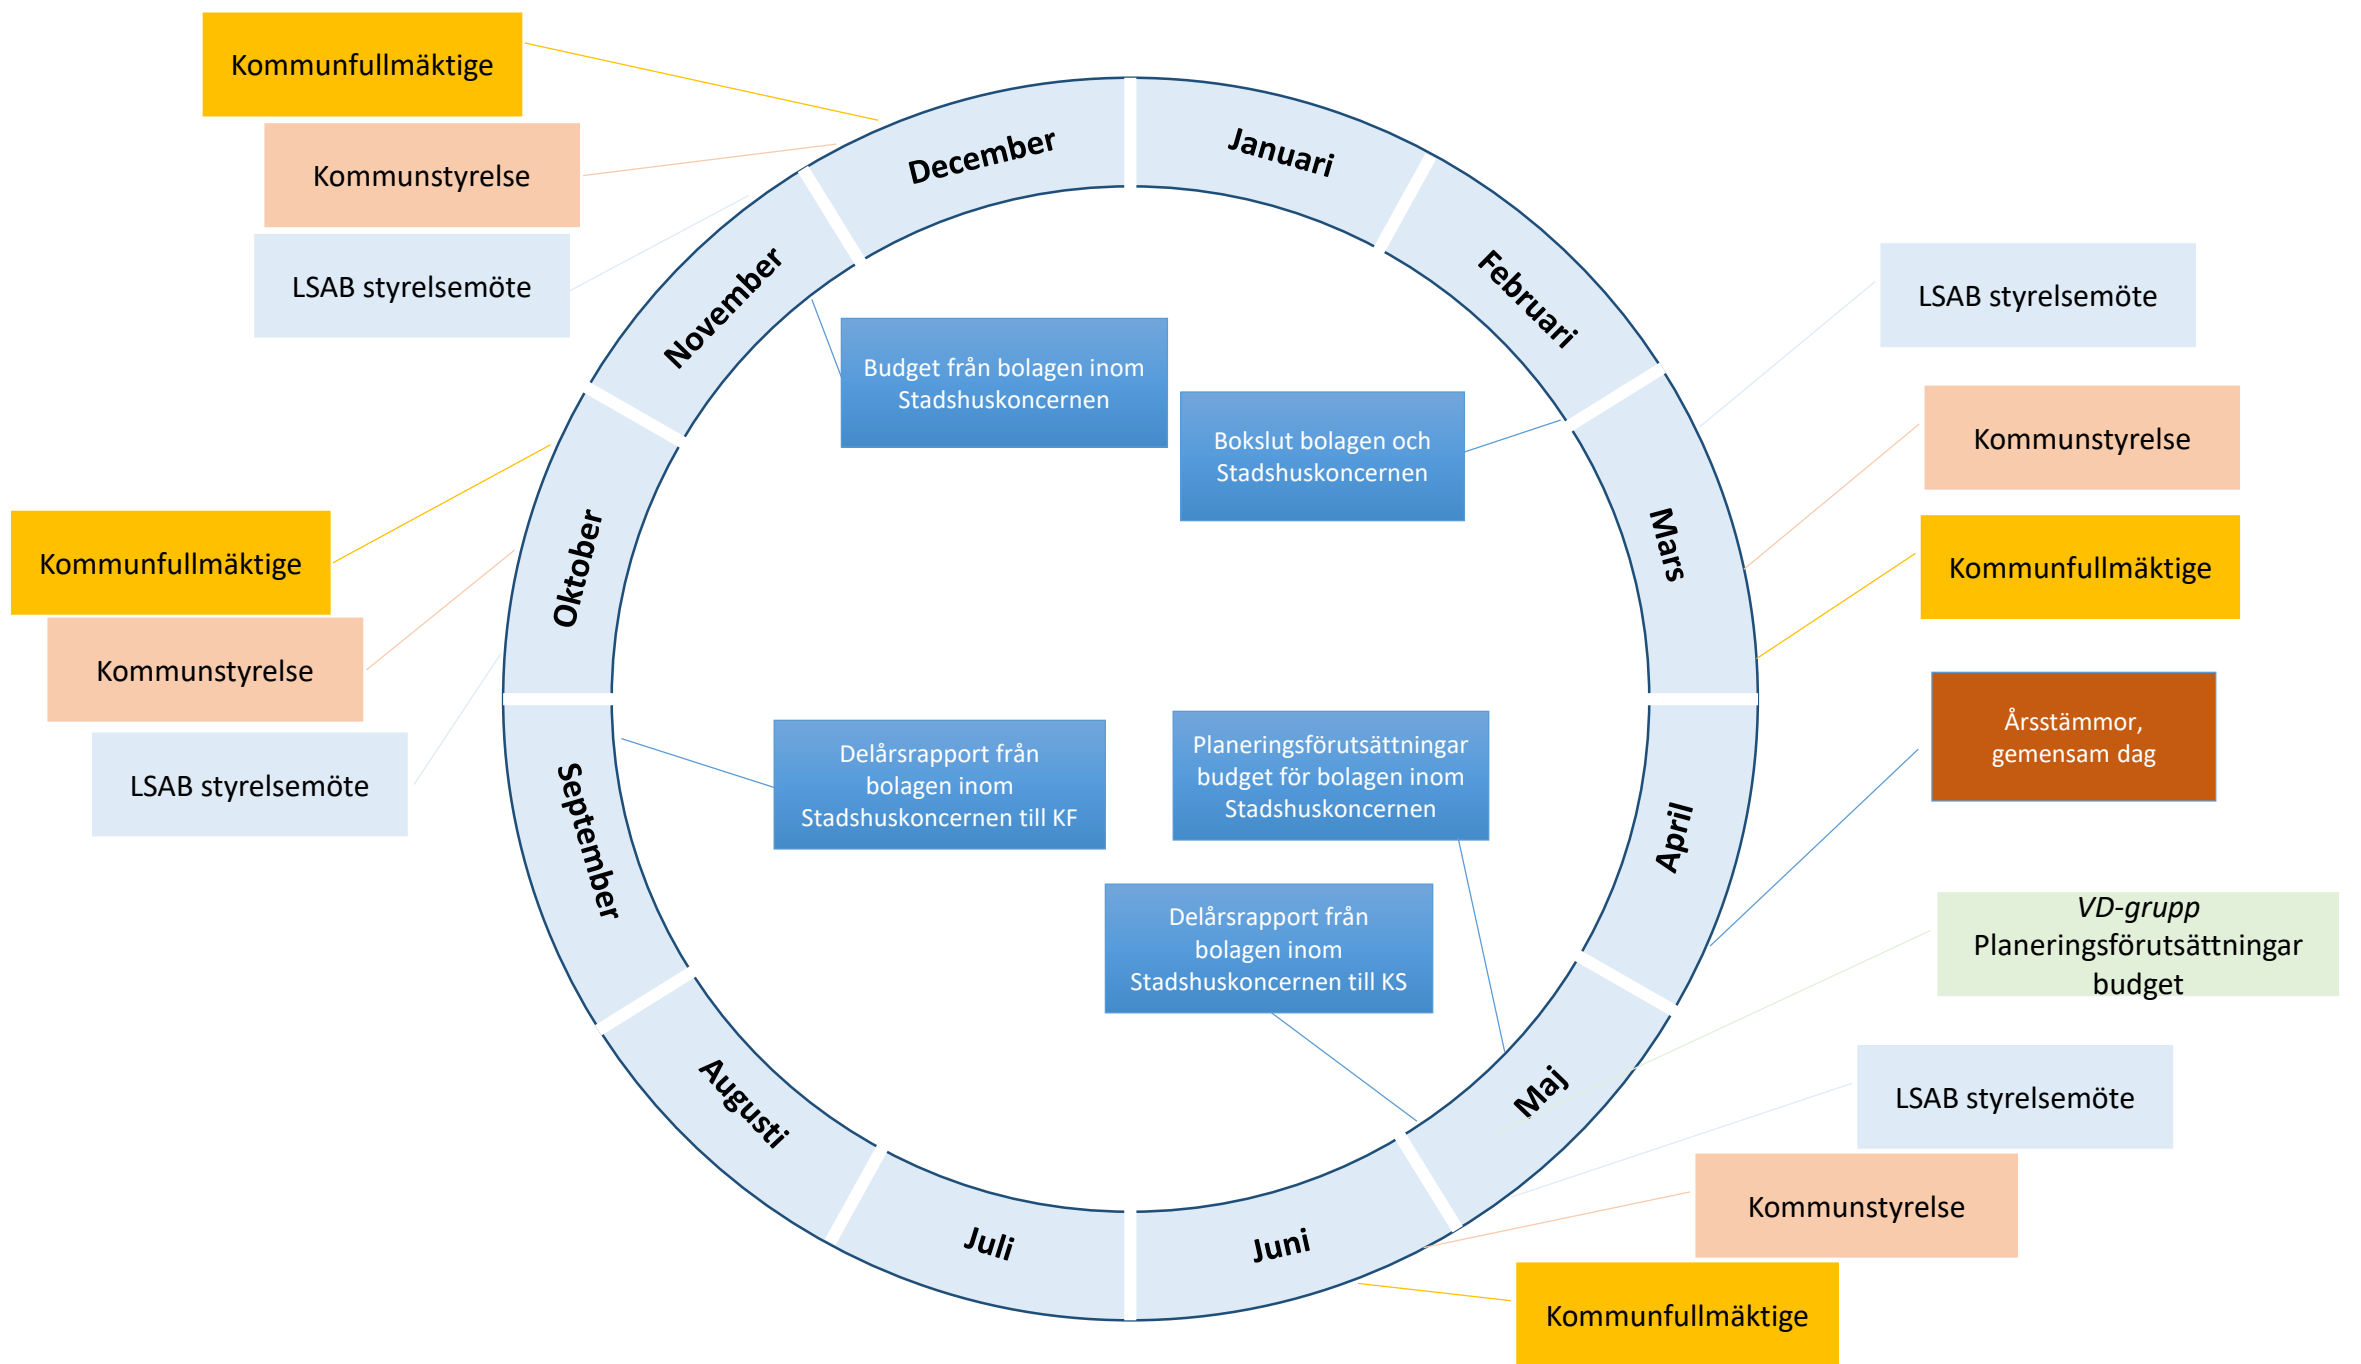 Kommunfullmäktige
Kommunstyrelse
LSAB styrelsemöte
December
Januari
Februari
Mars
April
Maj
Juni
Juli
Augusti
September
Oktober
November
LSAB styrelsemöte
Kommunstyrelse
Kommunfullmäktige
Årsstämmor,
gemensam dag
VD-grupp
Planeringsförutsättningar
budget
LSAB styrelsemöte
Kommunstyrelse
Kommunfullmäktige
Kommunfullmäktige
Kommunstyrelse
LSAB styrelsemöte
Budget från bolagen inom
Stadshuskoncernen
Bokslut bolagen och
Stadshuskoncernen
Delårsrapport från
bolagen inom
Stadshuskoncernen till KF
Planeringsförutsättningar
budget för bolagen inom
Stadshuskoncernen
Delårsrapport från
bolagen inom
Stadshuskoncernen till KS